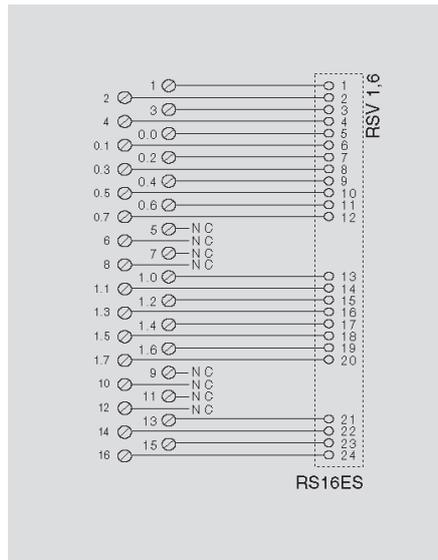 RSV 1,6
1 1
2 2
3 3
4 4
0.0 5
0.1 6
0.2 7
0.3 8
0.4 9
0.5 10
0.6 11
0.7 12
5 NC
6 NC
7 NC
8 NC
1.0 13
1.1 14
1.2 15
1.3 16
1.4 17
1.5 18
1.6 19
1.7 20
9 NC
10 NC
11 NC
12 NC
13 21
14 22
15 23
16 24
RS16ES